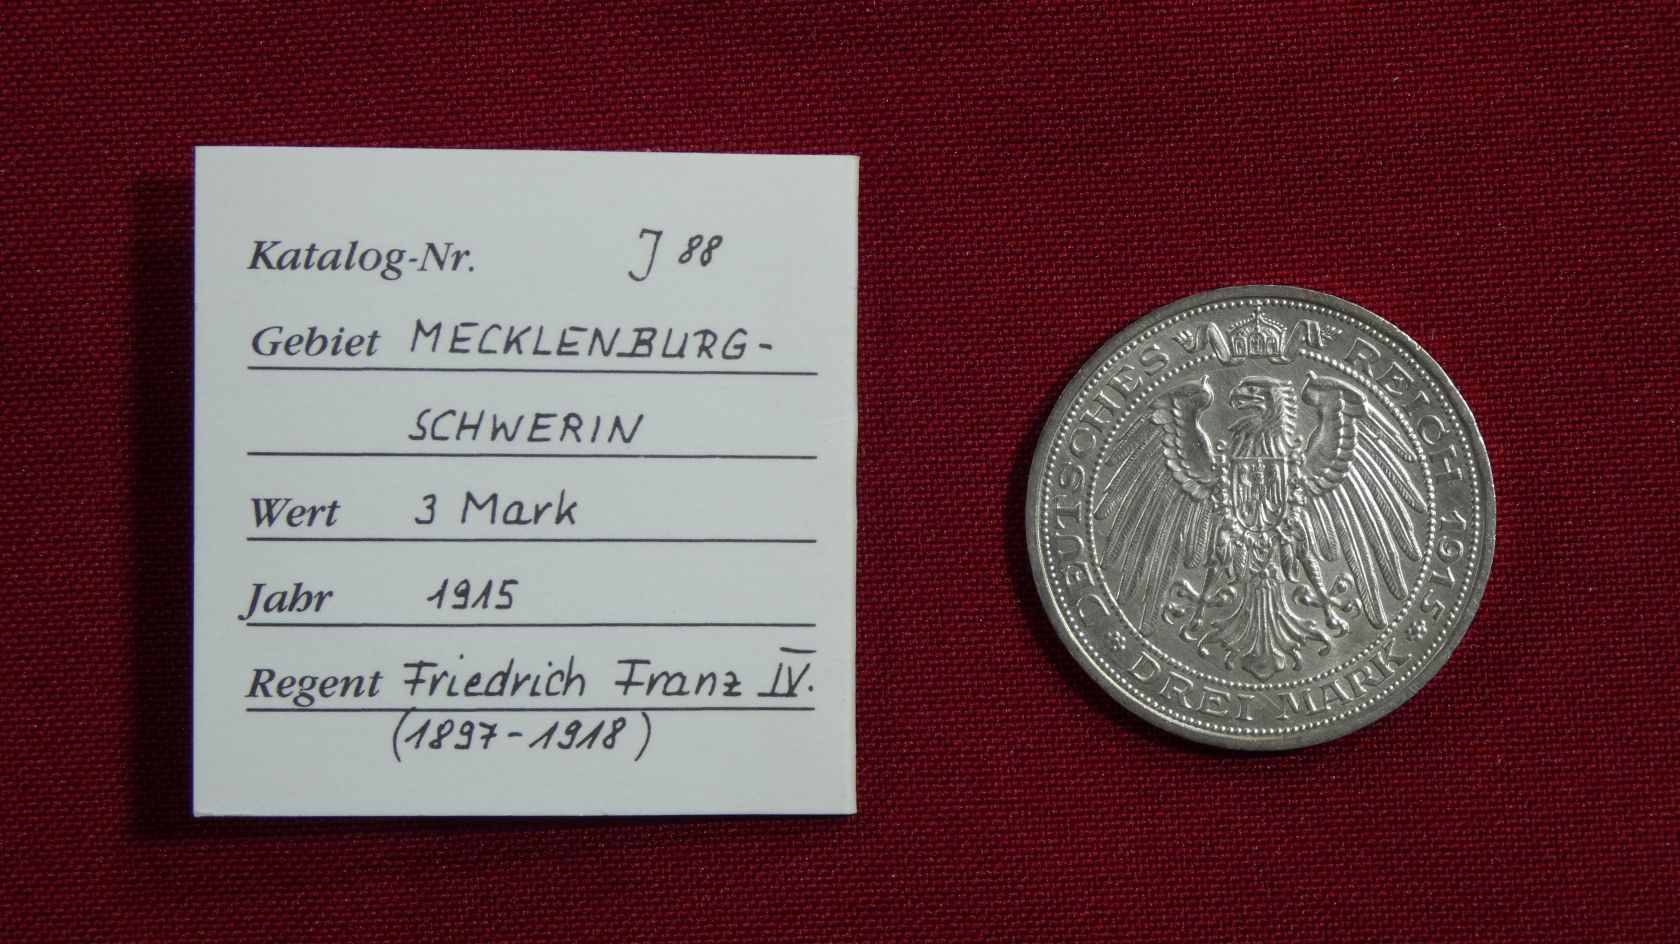 Katalog-Nr. J 88
Gebiet MECKLENBURG-
SCHWERIN
Wert 3 Mark
Jahr 1915
Regent Friedrich Franz IV.
(1897-1918)
DEUTSCHES REICH 1915
DREI MARK